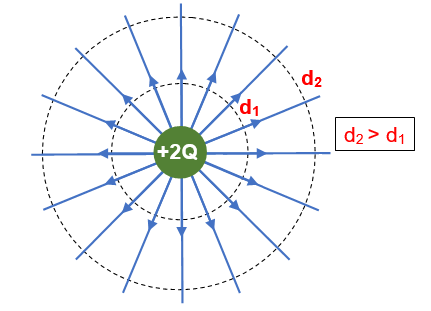 d₂
d₁
+2Q
d₂ > d₁